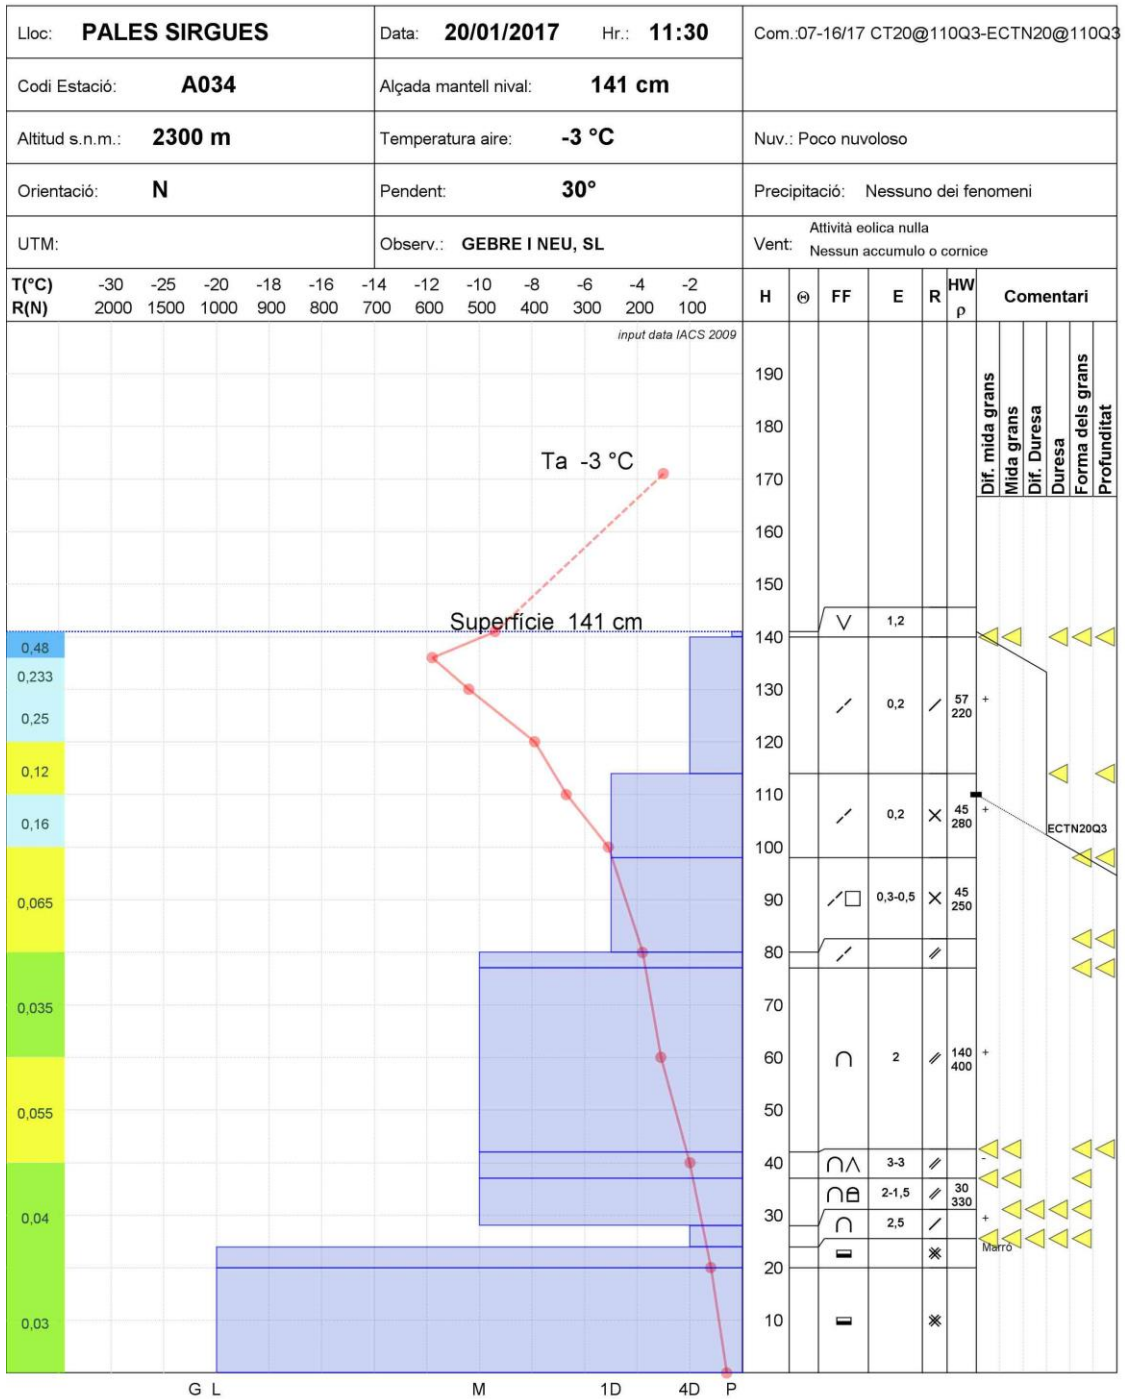 Lloc: PALES SIRGUES
Data: 20/01/2017 Hr.: 11:30
Com.:07-16/17 CT20@110Q3-ECTN20@110Q3
Codi Estació: A034
Alçada mantell nival: 141 cm
Altitud s.n.m.: 2300 m
Temperatura aire: -3 °C
Nuv.: Poco nuvoloso
Orientació: N
Pendent: 30°
Precipitació: Nessuno dei fenomeni
UTM:
Observ.: GEBRE I NEU, SL
Vent: Attività eolica nulla
Nessun accumulo o cornice
T(°C) -30 -25 -20 -18 -16 -14 -12 -10 -8 -6 -4 -2
R(N) 2000 1500 1000 900 800 700 600 500 400 300 200 100
H Θ FF E R HW ρ Comentari
input data IACS 2009
Dif. mida grans
Mida grans
Dif. Duresa
Duresa
Forma dels grans
Profunditat
190
180
Ta -3 °C
170
160
150
Superfície 141 cm
V 1,2
140
0,48
0,233
130
0,2 / 57 +
220
0,25
120
0,12
110
0,2 × 45 +
280
0,16
ECTN20Q3
100
0,065
90
0,3-0,5 × 45
250
80
70
0,035
60
∩ 2 140 +
400
50
0,055
40
∩Λ 3-3 -
2-1,5 30
330
30
0,04
∩ 2,5 / +
Marró
20
10
0,03
G L M 1D 4D P